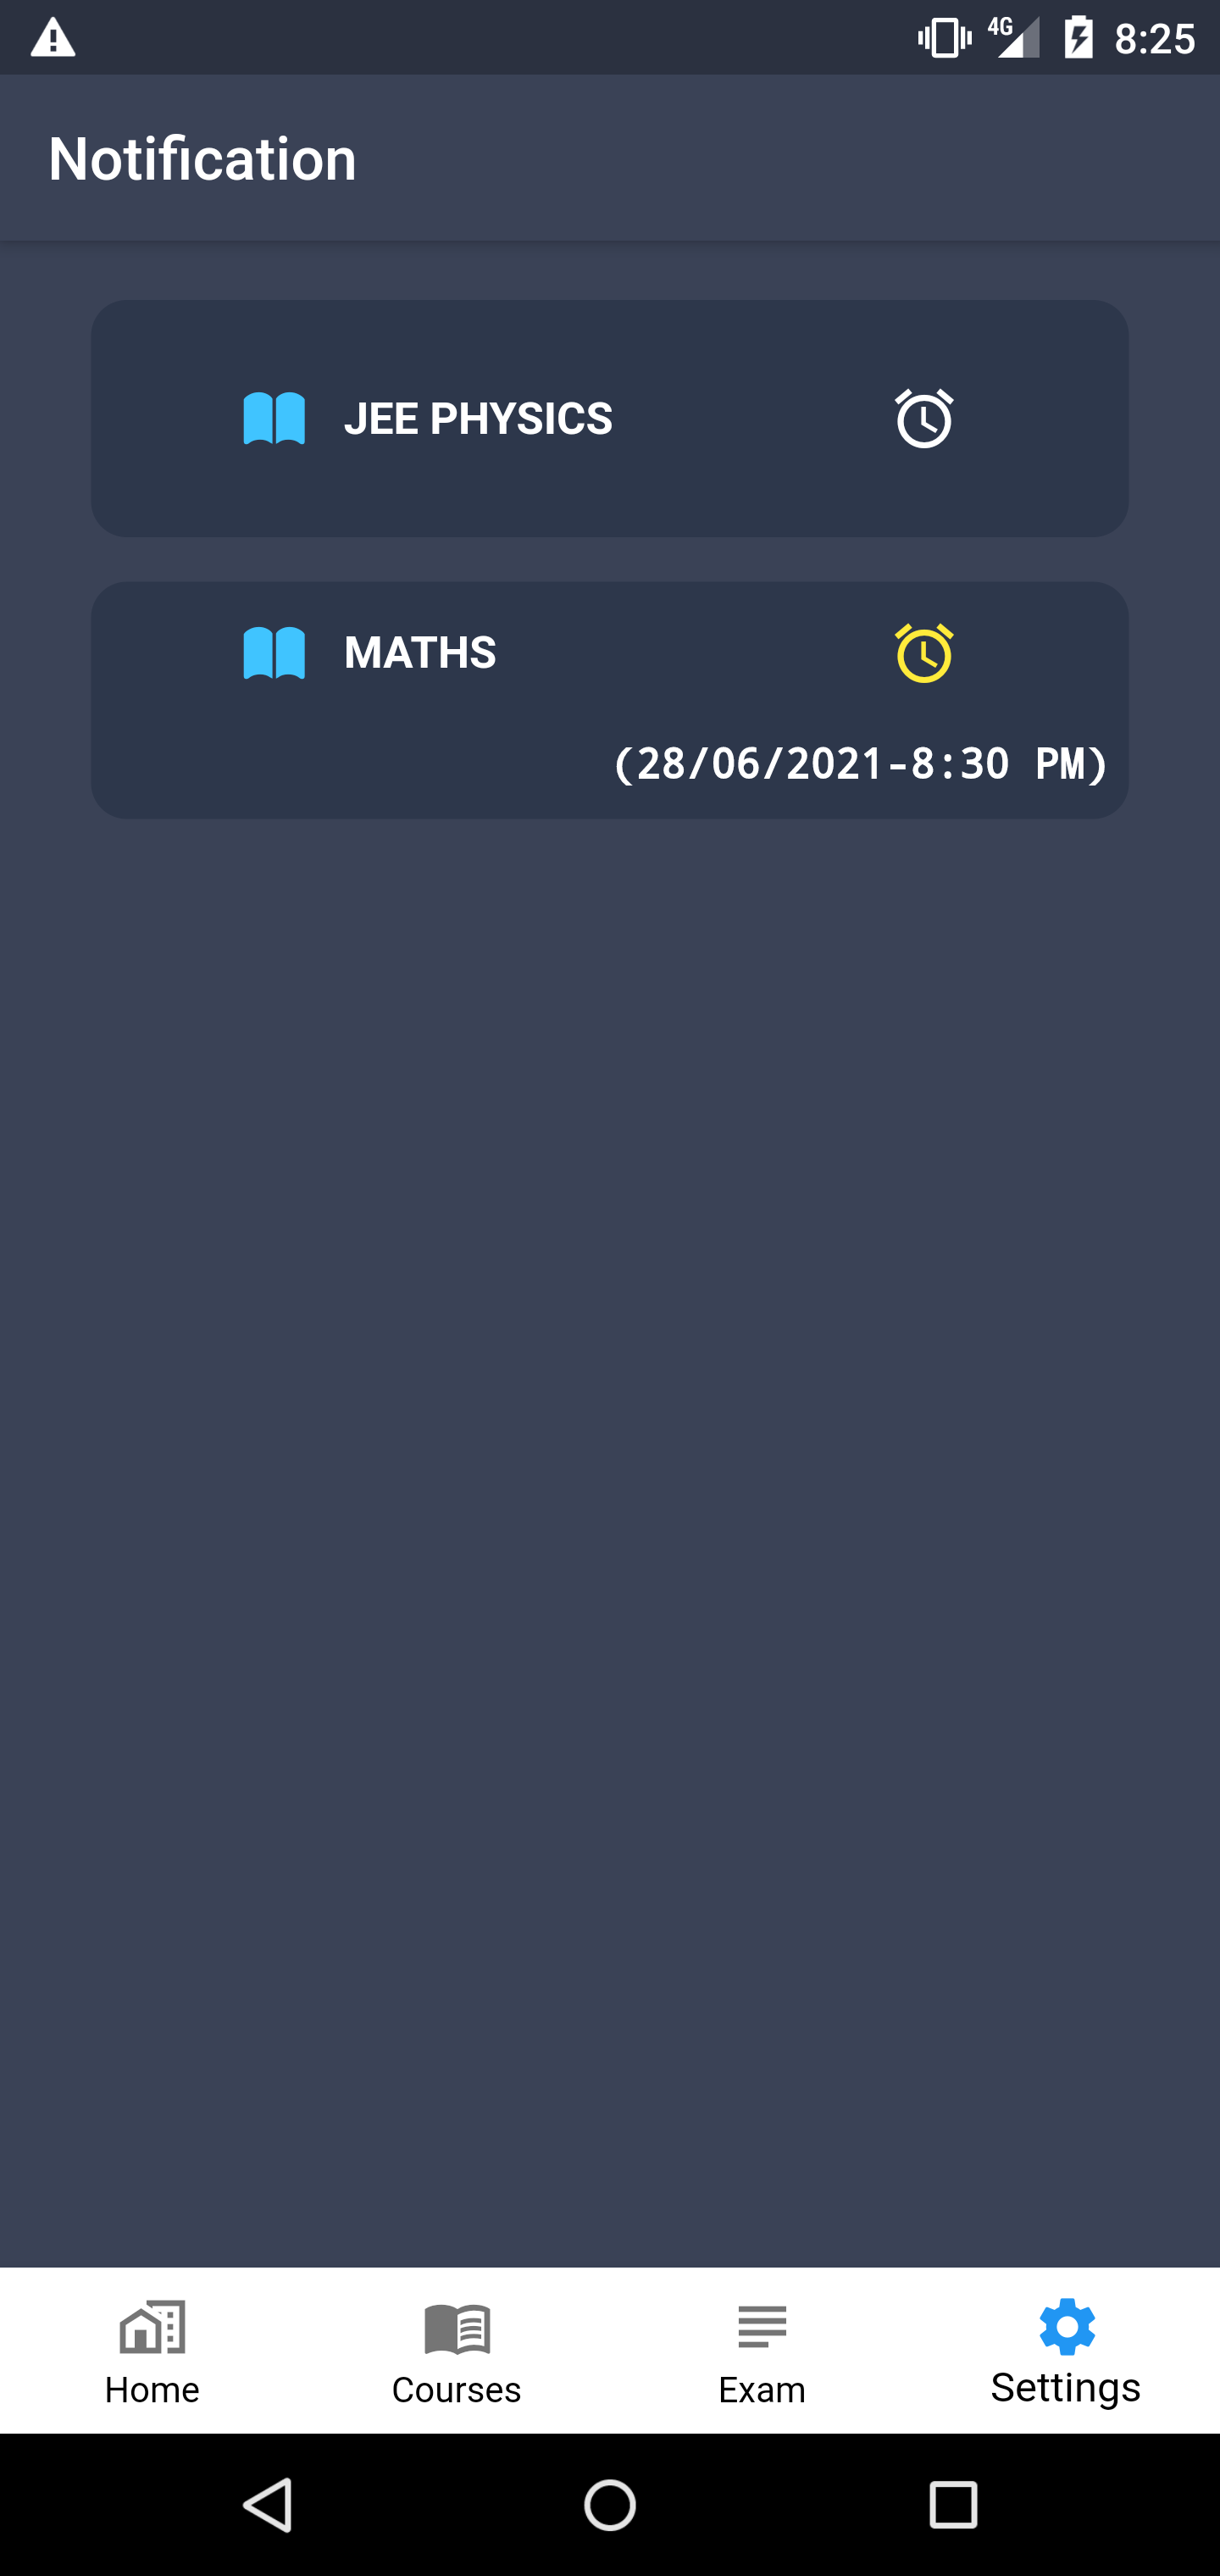 4G 8:25
Notification
JEE PHYSICS
MATHS
(28/06/2021-8:30 PM)
Home Courses Exam Settings